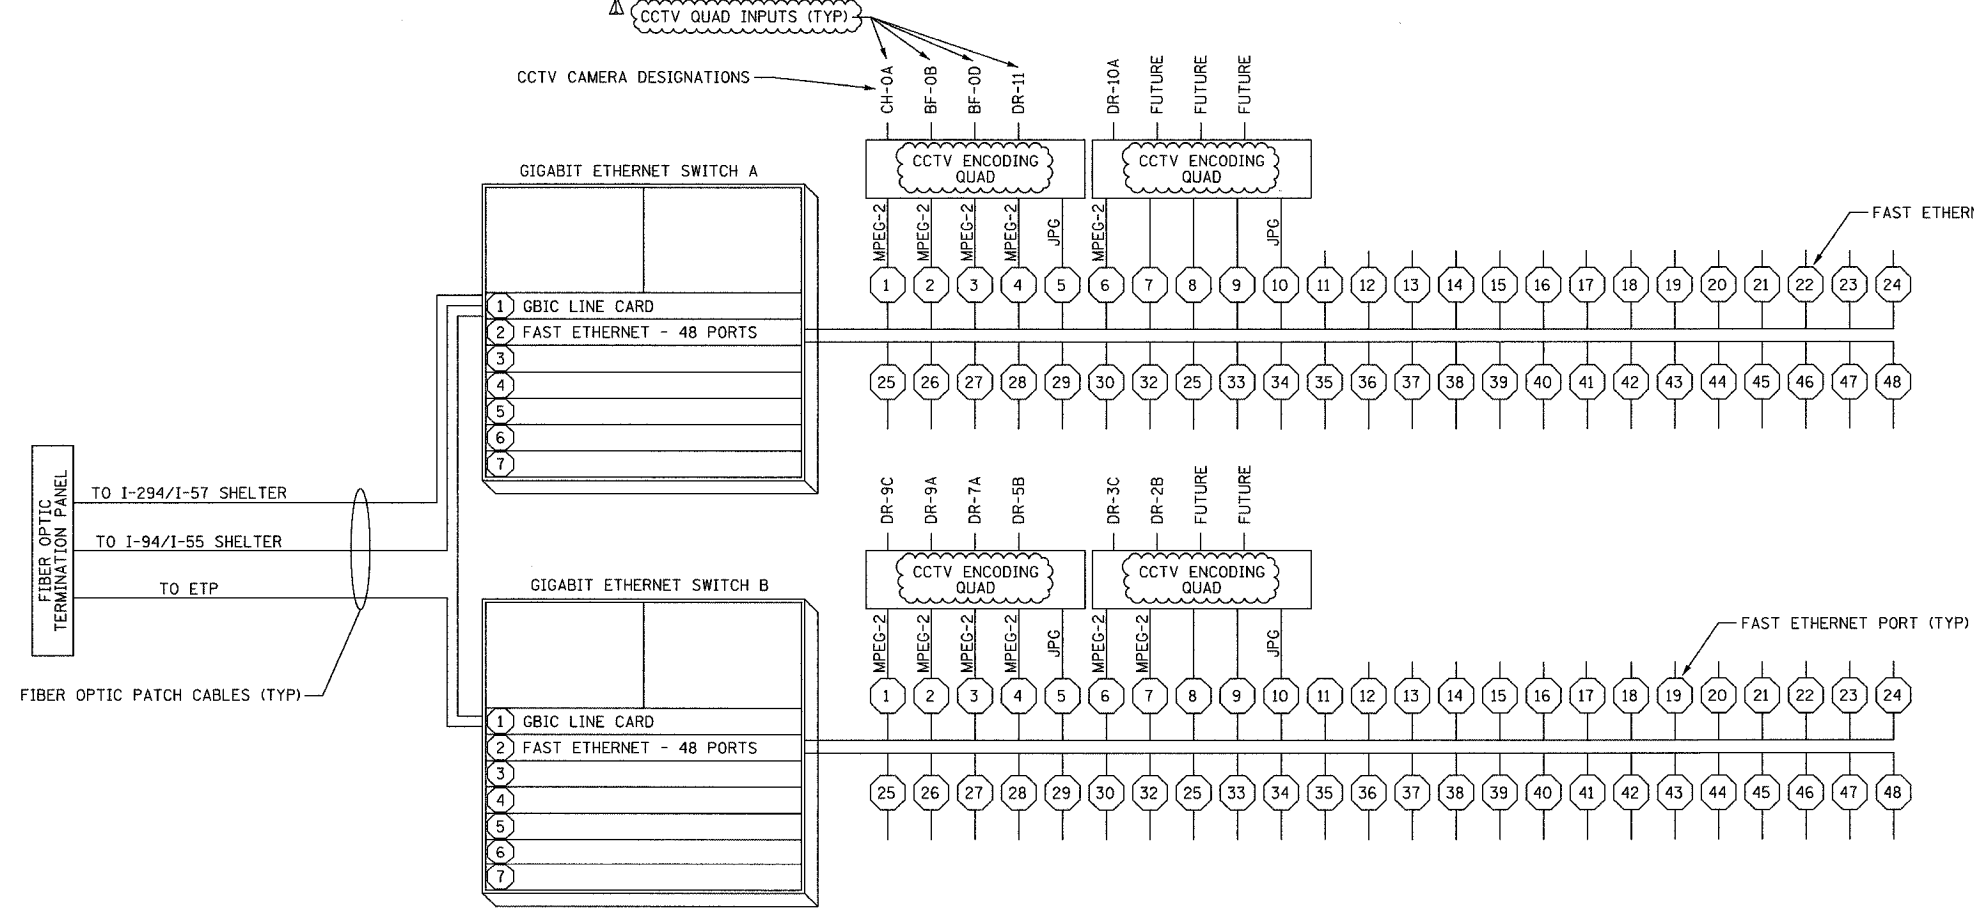 CCTV QUAD INPUTS (TYP)
CCTV CAMERA DESIGNATIONS
CH-0A
BF-0B
BF-0D
DR-11
DR-10A
FUTURE
FUTURE
FUTURE
CCTV ENCODING
QUAD
CCTV ENCODING
QUAD
GIGABIT ETHERNET SWITCH A
MPEG-2
MPEG-2
MPEG-2
MPEG-2
JPG
MPEG-2
JPG
FAST ETHERN
1 2 3 4 5 6 7 8 9 10 11 12 13 14 15 16 17 18 19 20 21 22 23 24
1 GBIC LINE CARD
2 FAST ETHERNET - 48 PORTS
3
4
5
6
7
25 26 27 28 29 30 32 25 33 34 35 36 37 38 39 40 41 42 43 44 45 46 47 48
FIBER OPTIC
TERMINATION PANEL
TO I-294/I-57 SHELTER
TO I-94/I-55 SHELTER
TO ETP
FIBER OPTIC PATCH CABLES (TYP)
DR-9C
DR-9A
DR-7A
DR-5B
DR-3C
DR-2B
FUTURE
FUTURE
CCTV ENCODING
QUAD
CCTV ENCODING
QUAD
GIGABIT ETHERNET SWITCH B
MPEG-2
MPEG-2
MPEG-2
MPEG-2
JPG
MPEG-2
MPEG-2
JPG
FAST ETHERNET PORT (TYP)
1 2 3 4 5 6 7 8 9 10 11 12 13 14 15 16 17 18 19 20 21 22 23 24
1 GBIC LINE CARD
2 FAST ETHERNET - 48 PORTS
3
4
5
6
7
25 26 27 28 29 30 32 25 33 34 35 36 37 38 39 40 41 42 43 44 45 46 47 48